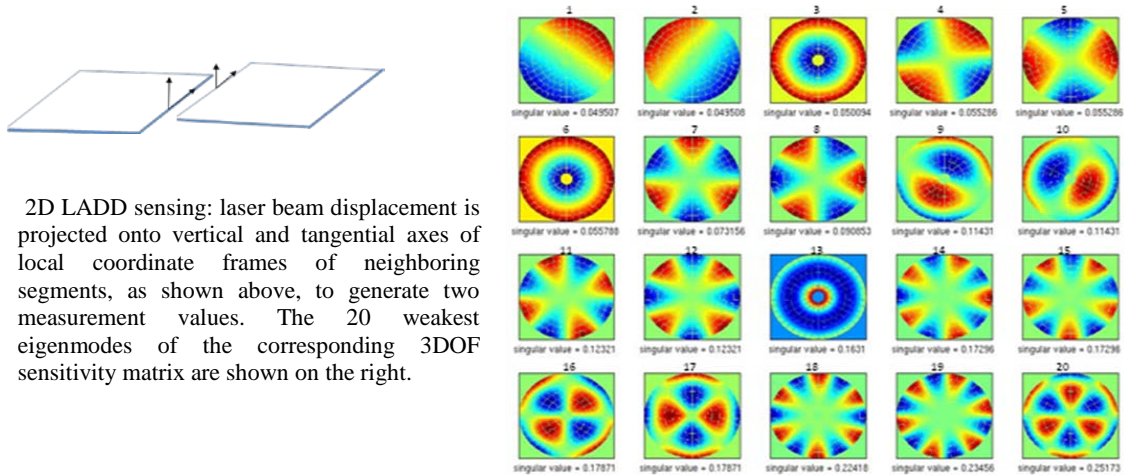 2D LADD sensing: laser beam displacement is
projected onto vertical and tangential axes of
local coordinate frames of neighboring
segments, as shown above, to generate two
measurement values. The 20 weakest
eigenmodes of the corresponding 3DOF
sensitivity matrix are shown on the right.
1 2 3 4 5
singular value = 0.049507 singular value = 0.049508 singular value = 0.050094 singular value = 0.055286 singular value = 0.055286
6 7 8 9 10
singular value = 0.055788 singular value = 0.073156 singular value = 0.090853 singular value = 0.11431 singular value = 0.11431
11 12 13 14 15
singular value = 0.12321 singular value = 0.12321 singular value = 0.1631 singular value = 0.17296 singular value = 0.17296
16 17 18 19 20
singular value = 0.17871 singular value = 0.17871 singular value = 0.22418 singular value = 0.23456 singular value = 0.25173